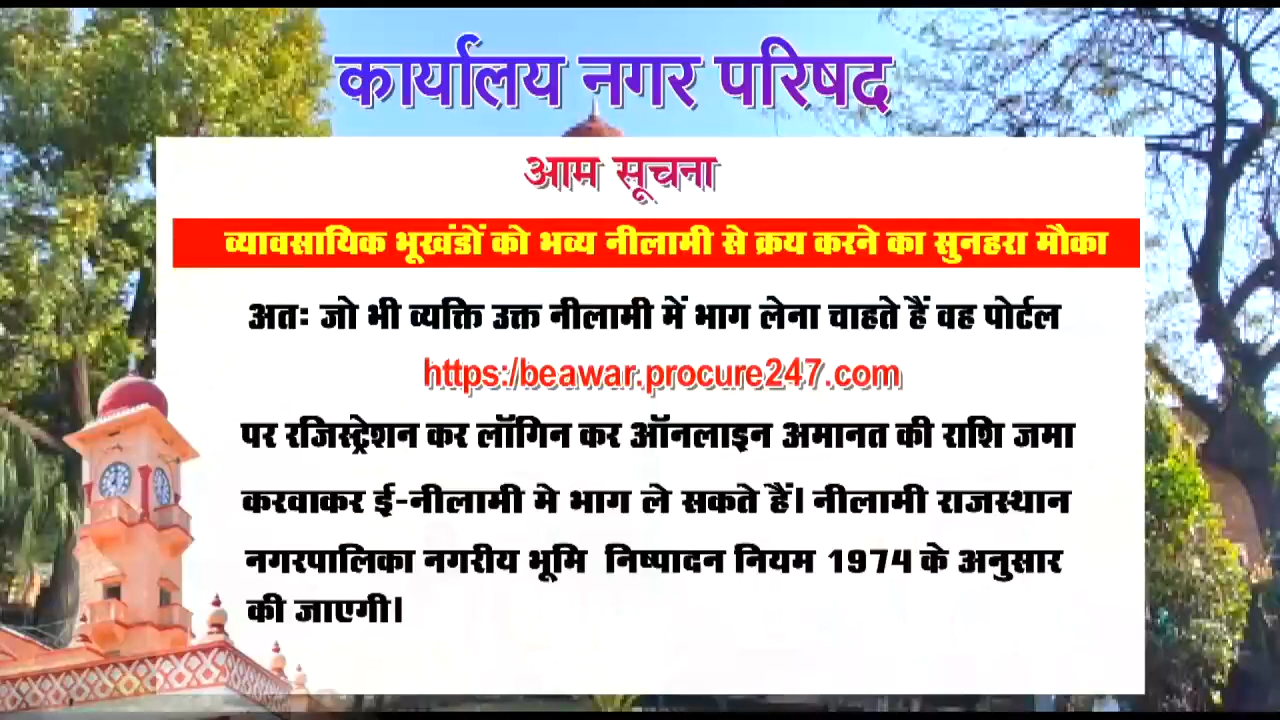 कार्यालय नगर परिषद
आम सूचना
व्यावसायिक भूखंडों को भव्य नीलामी से क्रय करने का सुनहरा मौका
अतः जो भी व्यक्ति उक्त नीलामी में भाग लेना चाहते हैं वह पोर्टल
https:/beawar.procure247.com
पर रजिस्ट्रेशन कर लॉगिन कर ऑनलाइन अमानत की राशि जमा
करवाकर ई-नीलामी मे भाग ले सकते हैं। नीलामी राजस्थान
नगरपालिका नगरीय भूमि निष्पादन नियम 1974 के अनुसार
की जाएगी।